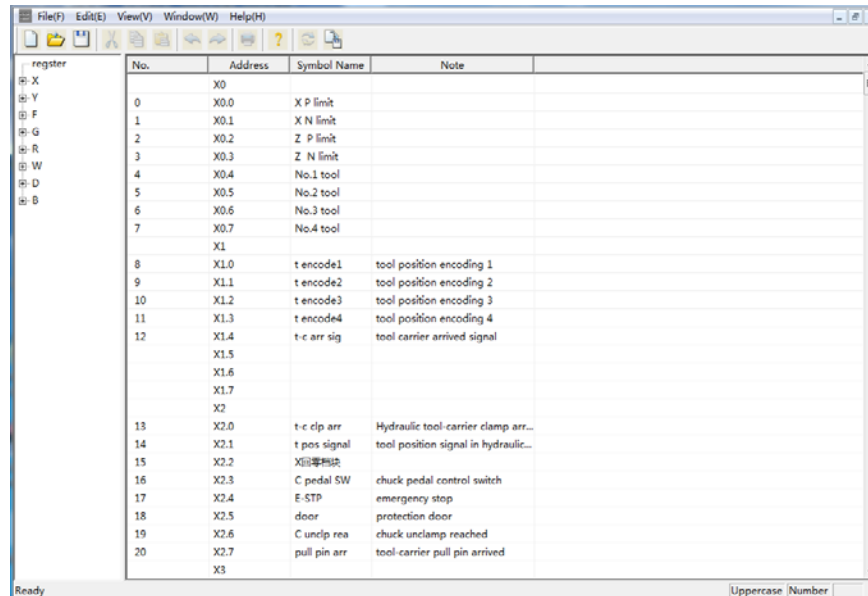 File(F) Edit(E) View(V) Window(W) Help(H)
regster
X
Y
F
G
R
W
D
B
No. Address Symbol Name Note
X0
0 X0.0 X P limit
1 X0.1 X N limit
2 X0.2 Z P limit
3 X0.3 Z N limit
4 X0.4 No.1 tool
5 X0.5 No.2 tool
6 X0.6 No.3 tool
7 X0.7 No.4 tool
X1
8 X1.0 t encode1 tool position encoding 1
9 X1.1 t encode2 tool position encoding 2
10 X1.2 t encode3 tool position encoding 3
11 X1.3 t encode4 tool position encoding 4
12 X1.4 t-c arr sig tool carrier arrived signal
X1.5
X1.6
X1.7
X2
13 X2.0 t-c clp arr Hydraulic tool-carrier clamp arr...
14 X2.1 t pos signal tool position signal in hydraulic...
15 X2.2 X回零档块
16 X2.3 C pedal SW chuck pedal control switch
17 X2.4 E-STP emergency stop
18 X2.5 door protection door
19 X2.6 C unclp rea chuck unclamp reached
20 X2.7 pull pin arr tool-carrier pull pin arrived
X3
Ready Uppercase Number